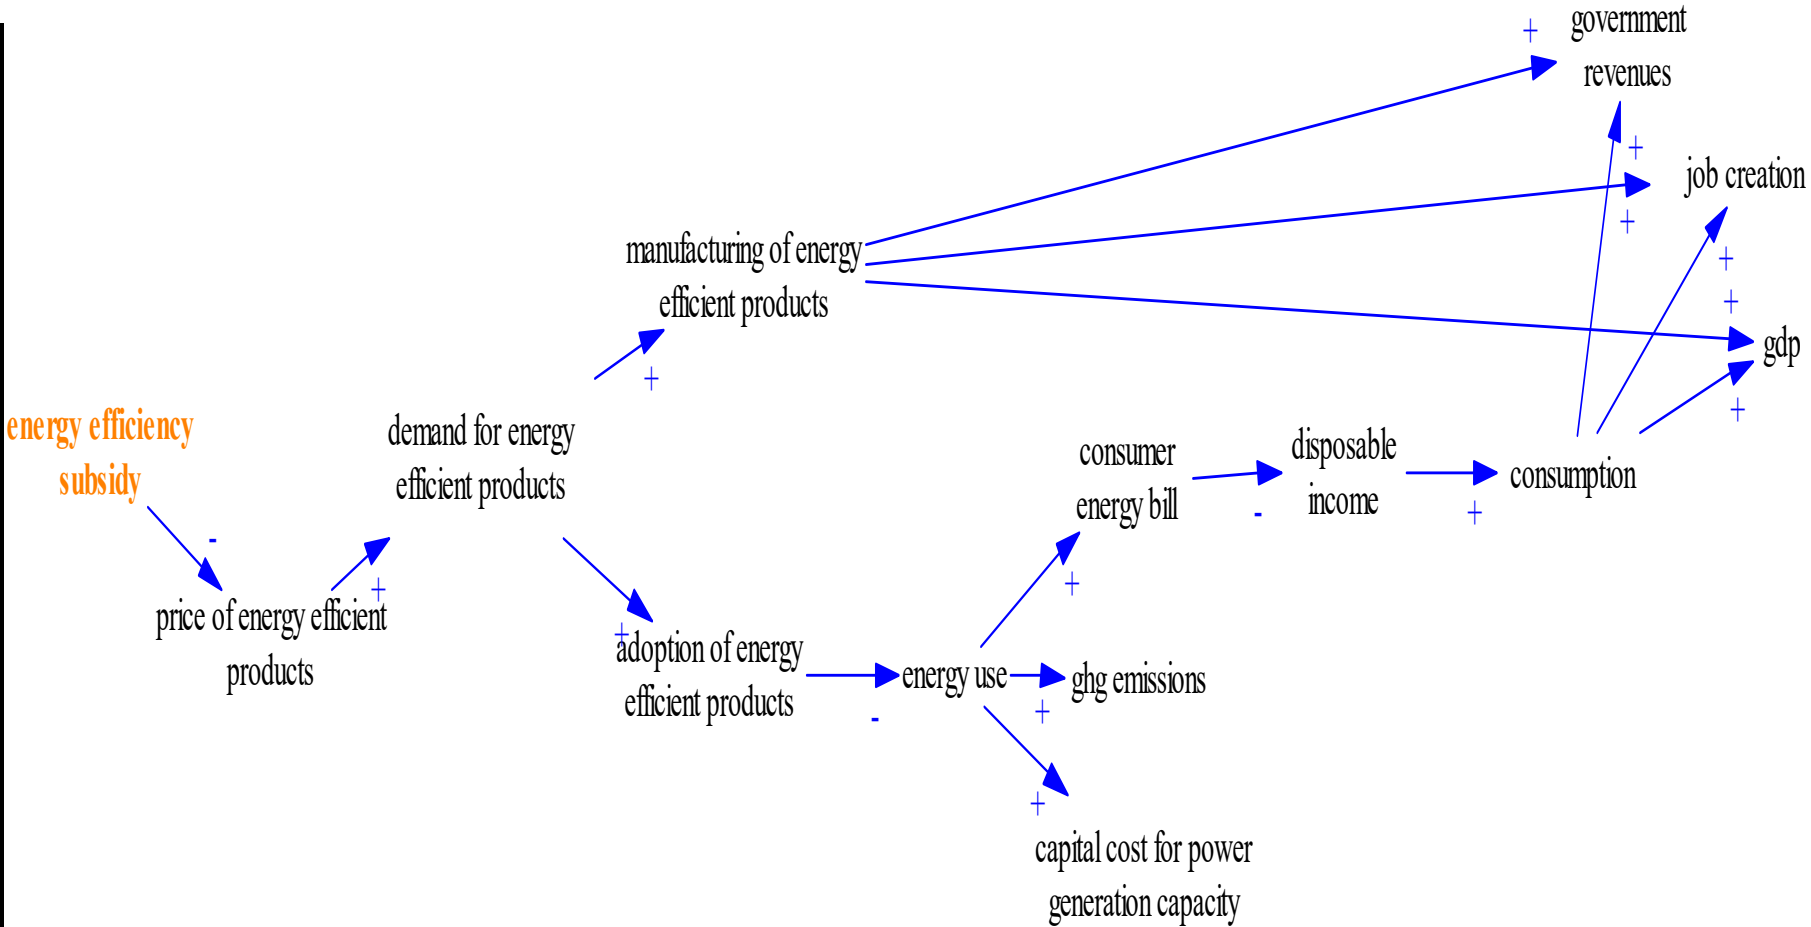 government
revenues
job creation
manufacturing of energy
efficient products
gdp
energy efficiency
subsidy
demand for energy
efficient products
consumer
energy bill
disposable
income
consumption
price of energy efficient
products
adoption of energy
efficient products
energy use
ghg emissions
capital cost for power
generation capacity
+
+
+
+
+
+
+
-
+
+
-
+
+
-
+
+